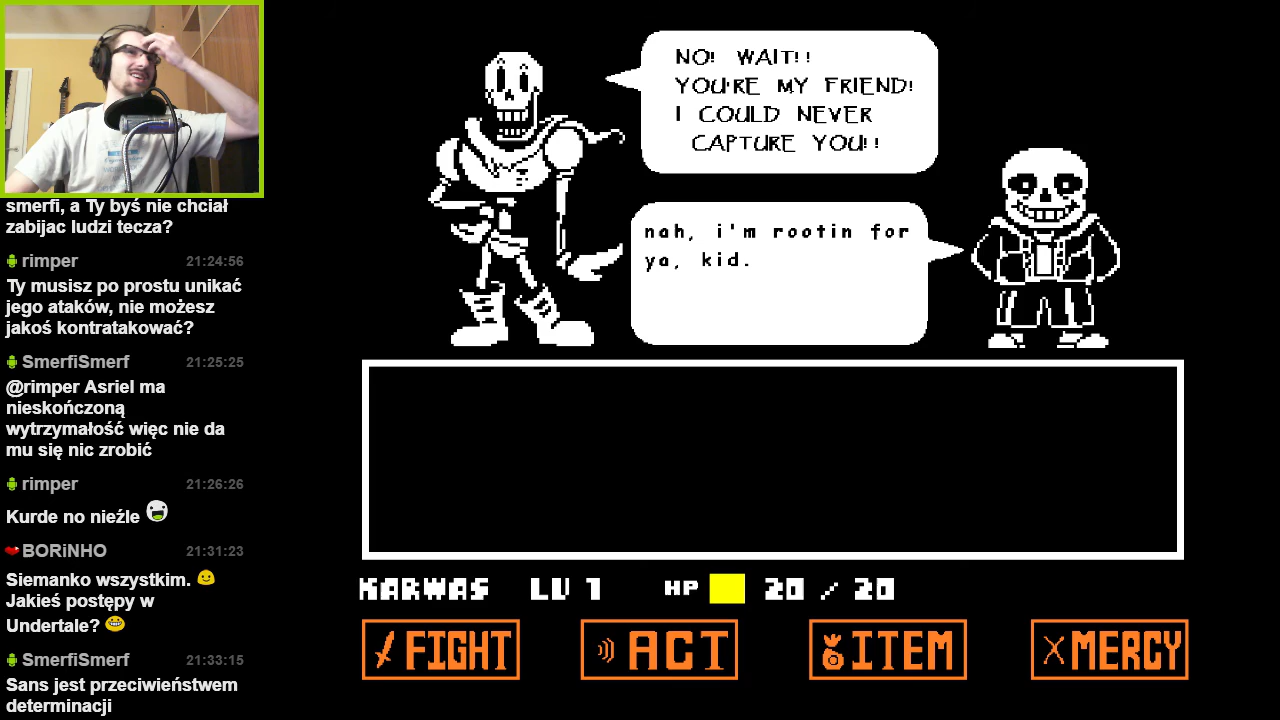 smerfi, a Ty byś nie chciał
zabijac ludzi tecza?
rimper 21:24:56
Ty musisz po prostu unikać
jego ataków, nie możesz
jakoś kontratakować?
SmerfiSmerf 21:25:25
@rimper Asriel ma
nieskończoną
wytrzymałość więc nie da
mu się nic zrobić
rimper 21:26:26
Kurde no nieźle
BORiNHO 21:31:23
Siemanko wszystkim.
Jakieś postępy w
Undertale?
SmerfiSmerf 21:33:15
Sans jest przeciwieństwem
determinacji
NO! WAIT!!
YOU'RE MY FRIEND!
I COULD NEVER
CAPTURE YOU!!
nah, i'm rootin for
ya, kid.
KARWAS LV 1 HP 20 / 20
FIGHT ACT ITEM MERCY